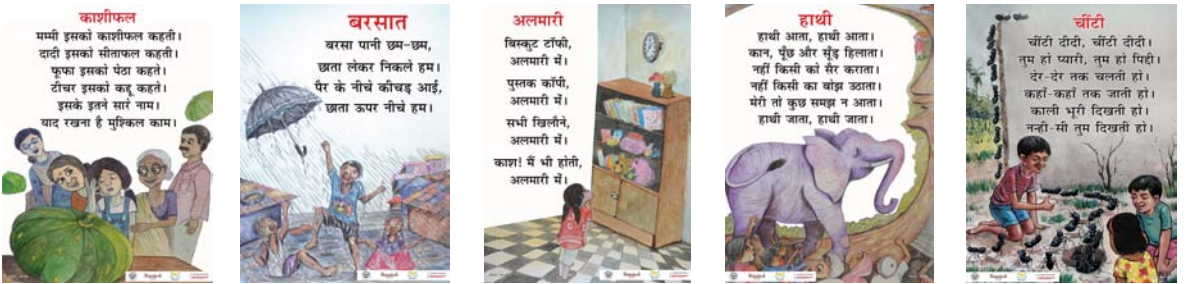 काशीफल
मम्मी इसको काशीफल कहती।
दादी इसको सीताफल कहती।
फूफा इसको पेठा कहते।
टीचर इसको कद्दू कहते।
इसके इतने सारे नाम।
याद रखना है मुश्किल काम।
बरसात
बरसा पानी छम-छम,
छाता लेकर निकले हम।
पैर के नीचे कीचड़ आई,
छाता ऊपर नीचे हम।
अलमारी
बिस्कुट टॉफी,
अलमारी में।
पुस्तक कॉपी,
अलमारी में।
सभी खिलौने,
अलमारी में।
काश! मैं भी होती,
अलमारी में।
हाथी
हाथी आता, हाथी आता।
कान, पूँछ और सूँड़ हिलाता।
नहीं किसी को सैर कराता।
नहीं किसी का बोझ उठाता।
मेरी तो कुछ समझ न आता।
हाथी जाता, हाथी जाता।
चींटी
चींटी दीदी, चींटी दीदी।
तुम हो प्यारी, तुम हो पिद्दी।
देर-देर तक चलती हो।
कहाँ-कहाँ तक जाती हो।
काली भूरी दिखती हो।
नन्ही-सी तुम दिखतीं हो।